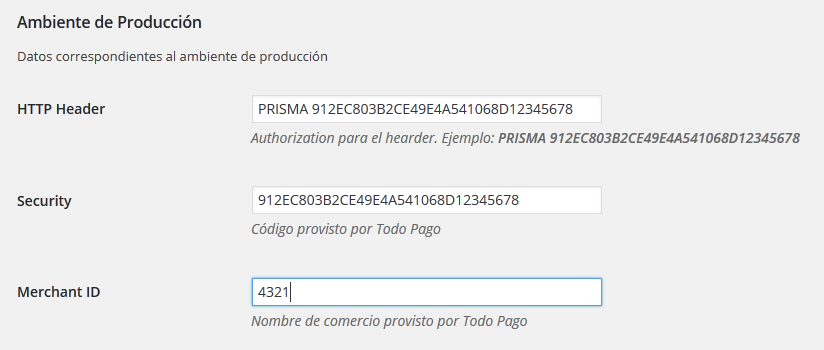 Ambiente de Producción
Datos correspondientes al ambiente de producción
HTTP Header
PRISMA 912EC803B2CE49E4A541068D12345678
Authorization para el hearder. Ejemplo: PRISMA 912EC803B2CE49E4A541068D12345678
Security
912EC803B2CE49E4A541068D12345678
Código provisto por Todo Pago
Merchant ID
4321
Nombre de comercio provisto por Todo Pago